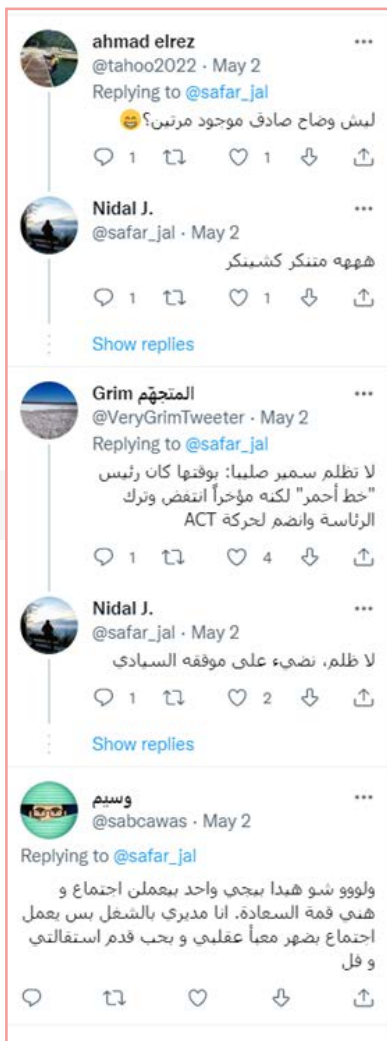 ahmad elrez
@tahoo2022 · May 2
Replying to @safar_jal
ليش وضاح صادق موجود مرتين؟😄
1 1
Nidal J.
@safar_jal · May 2
هههه متنكر كشينكر
1 1
Show replies
Grim المتجهّم
@VeryGrimTweeter · May 2
Replying to @safar_jal
لا تظلم سمير صليبا: بوقتها كان رئيس
"خط أحمر" لكنه مؤخراً انتفض وترك
الرئاسة وانضم لحركة ACT
1 4
Nidal J.
@safar_jal · May 2
لا ظلم، نضيء على موقفه السيادي
1 2
Show replies
وسيم
@sabcawas · May 2
Replying to @safar_jal
ولووو شو هيدا بيجي واحد بيعملن اجتماع و
هني قمة السعادة. انا مديري بالشغل بس يعمل
اجتماع بضهر معبأ عقلبي و بحب قدم استقالتي
و فل